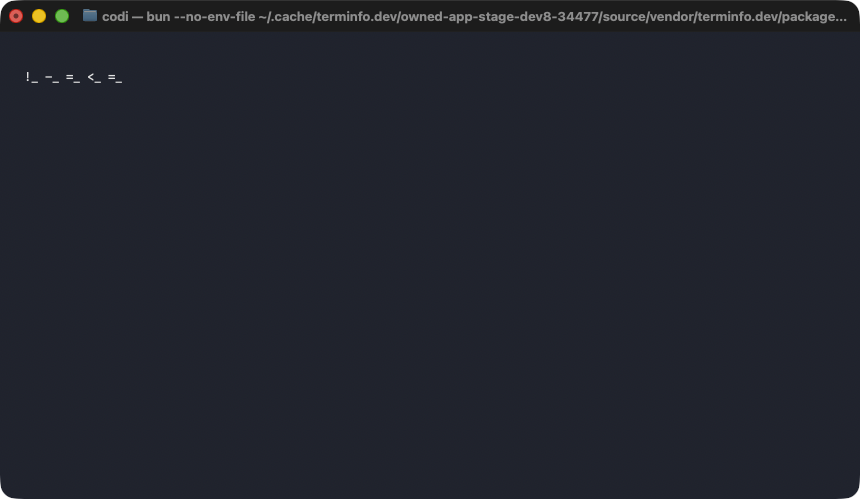 codi — bun --no-env-file ~/.cache/terminfo.dev/owned-app-stage-dev8-34477/source/vendor/terminfo.dev/package...
!_ –_ =_ <_ =_